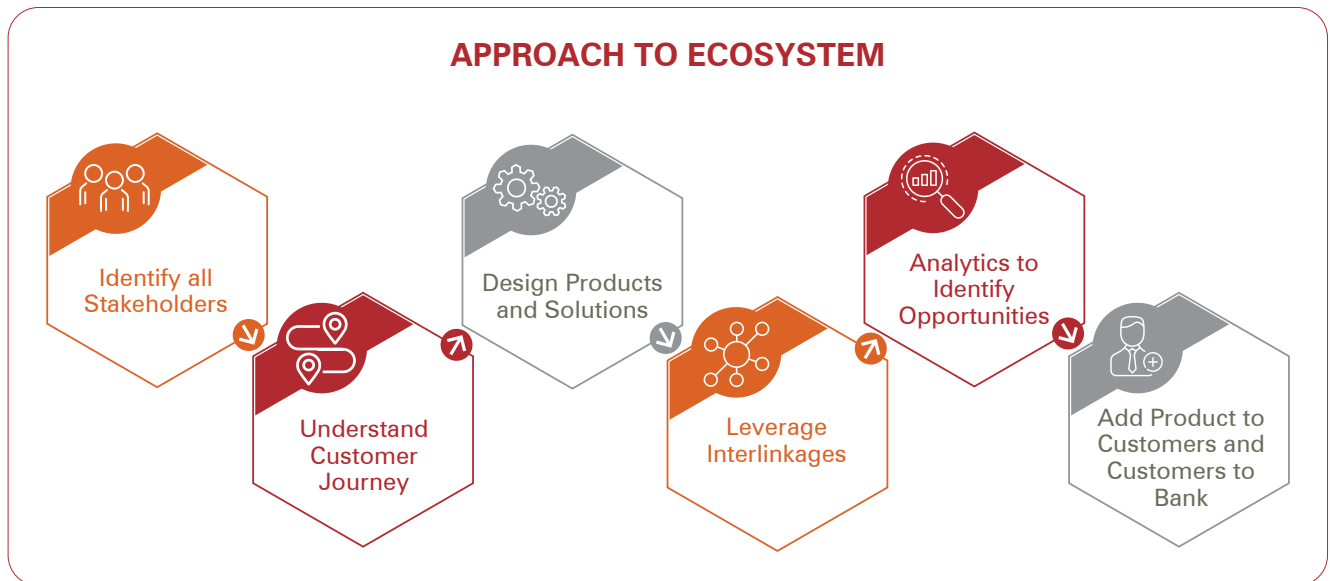 APPROACH TO ECOSYSTEM
Identify all
Stakeholders
Understand
Customer
Journey
Design Products
and Solutions
Leverage
Interlinkages
Analytics to
Identify
Opportunities
Add Product to
Customers and
Customers to
Bank